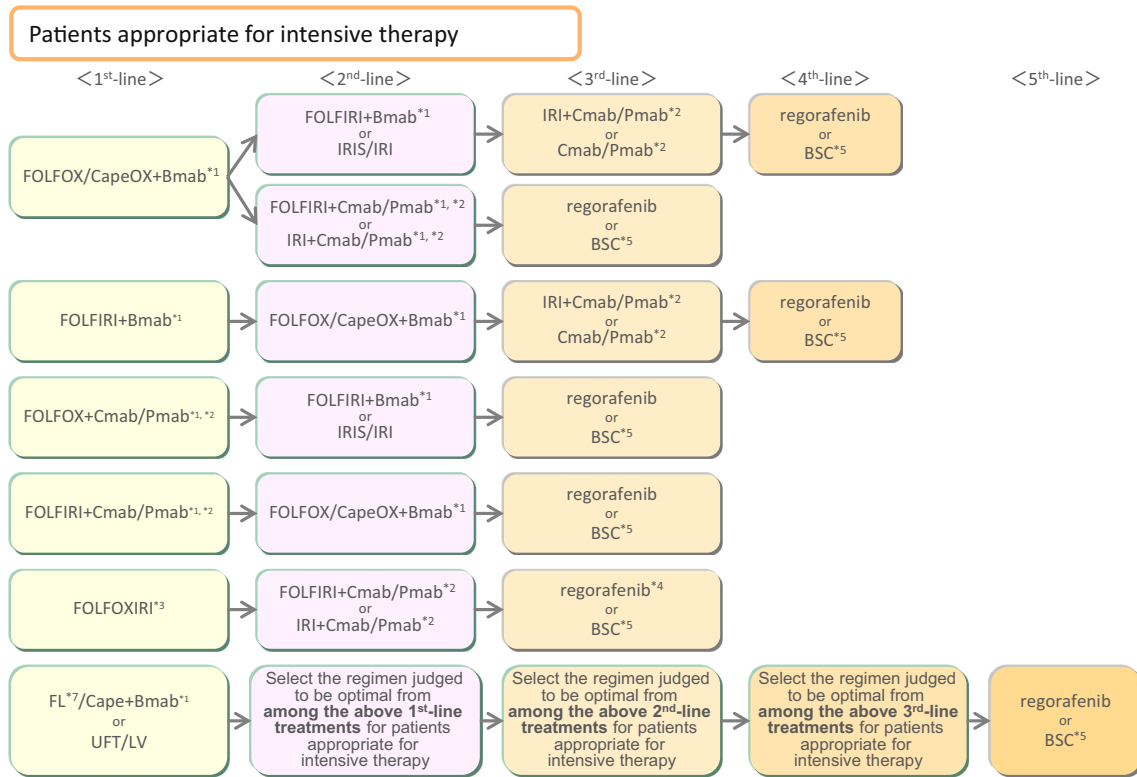 Patients appropriate for intensive therapy
<1st-line>
<2nd-line>
<3rd-line>
<4th-line>
<5th-line>
FOLFOX/CapeOX+Bmab*1
FOLFIRI+Bmab*1
or
IRIS/IRI
IRI+Cmab/Pmab*2
or
Cmab/Pmab*2
regorafenib
or
BSC*5
FOLFIRI+Cmab/Pmab*1, *2
or
IRI+Cmab/Pmab*1, *2
regorafenib
or
BSC*5
FOLFIRI+Bmab*1
FOLFOX/CapeOX+Bmab*1
IRI+Cmab/Pmab*2
or
Cmab/Pmab*2
regorafenib
or
BSC*5
FOLFOX+Cmab/Pmab*1, *2
FOLFIRI+Bmab*1
or
IRIS/IRI
regorafenib
or
BSC*5
FOLFIRI+Cmab/Pmab*1, *2
FOLFOX/CapeOX+Bmab*1
regorafenib
or
BSC*5
FOLFOXIRI*3
FOLFIRI+Cmab/Pmab*2
or
IRI+Cmab/Pmab*2
regorafenib*4
or
BSC*5
FL*7/Cape+Bmab*1
or
UFT/LV
Select the regimen judged
to be optimal from
among the above 1st-line
treatments for patients
appropriate for
intensive therapy
Select the regimen judged
to be optimal from
among the above 2nd-line
treatments for patients
appropriate for
intensive therapy
Select the regimen judged
to be optimal from
among the above 3rd-line
treatments for patients
appropriate for
intensive therapy
regorafenib
or
BSC*5